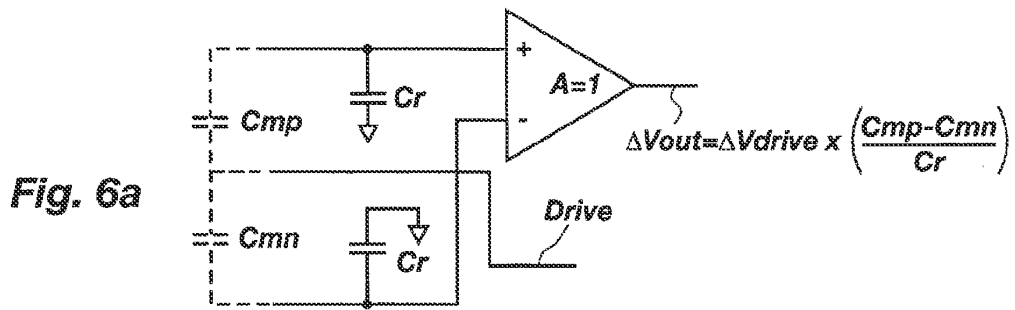 +
A=1
-
Cr
Cmp
ΔVout=ΔVdrive x (Cmp-Cmn / Cr)
Fig. 6a
Drive
Cmn
Cr